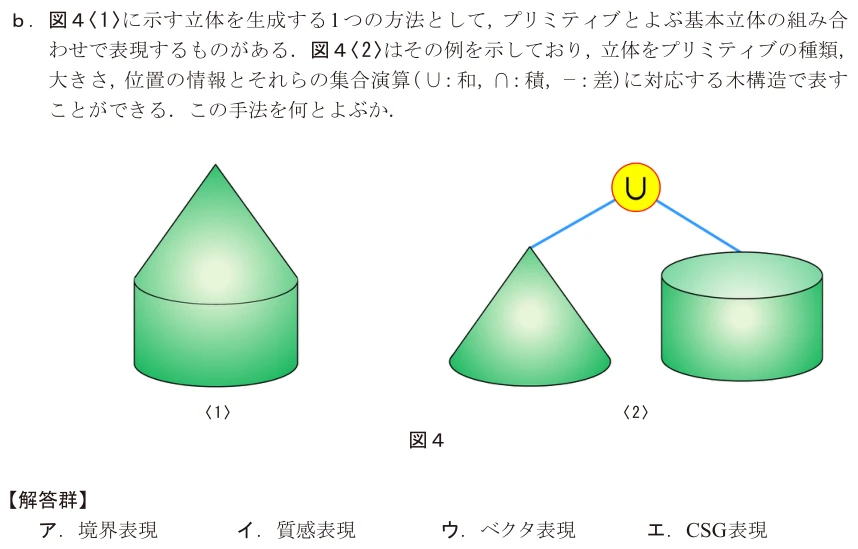 b．図4〈1〉に示す立体を生成する1つの方法として，プリミティブとよぶ基本立体の組み合
わせで表現するものがある．図4〈2〉はその例を示しており，立体をプリミティブの種類，
大きさ，位置の情報とそれらの集合演算（∪：和，∩：積，－：差）に対応する木構造で表す
ことができる．この手法を何とよぶか．
∪
〈1〉 〈2〉
図4
【解答群】
ア．境界表現 イ．質感表現 ウ．ベクタ表現 エ．CSG表現